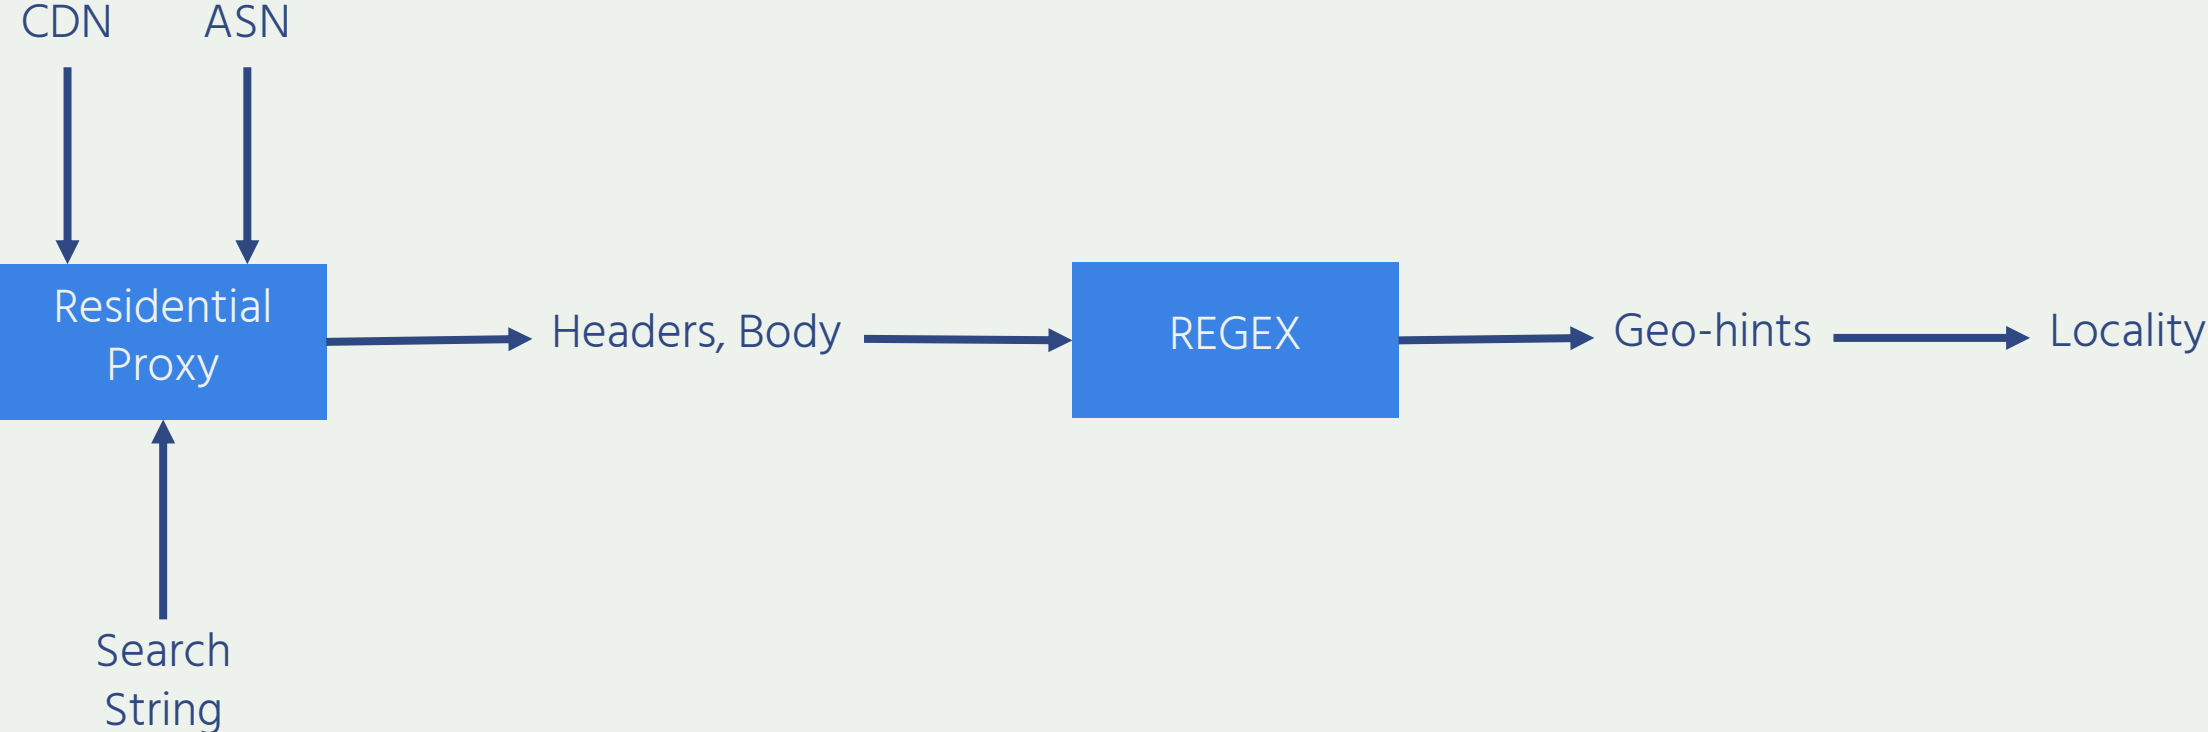 CDN
ASN
Residential
Proxy
Headers, Body
REGEX
Geo-hints
Locality
Search
String